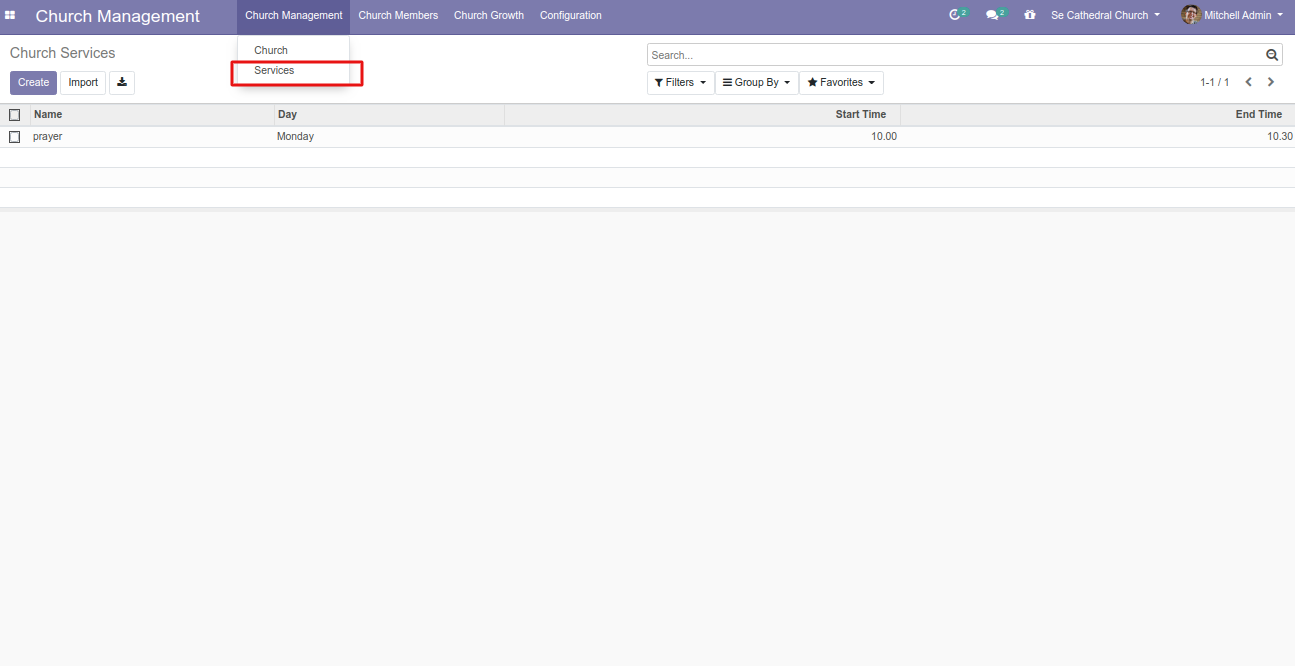 Church Management Church Management Church Members Church Growth Configuration 2 2 Se Cathedral Church Mitchell Admin
Church
Services
Church Services
Search...
Create Import
Filters Group By Favorites 1-1 / 1
Name Day Start Time End Time
prayer Monday 10.00 10.30